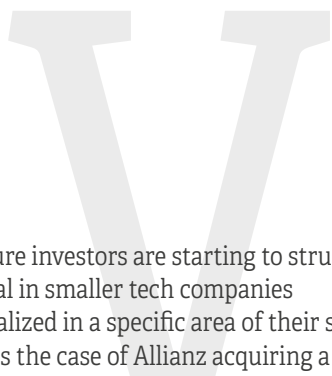 V
ure investors are starting to stru
al in smaller tech companies
alized in a specific area of their s
s the case of Allianz acquiring a